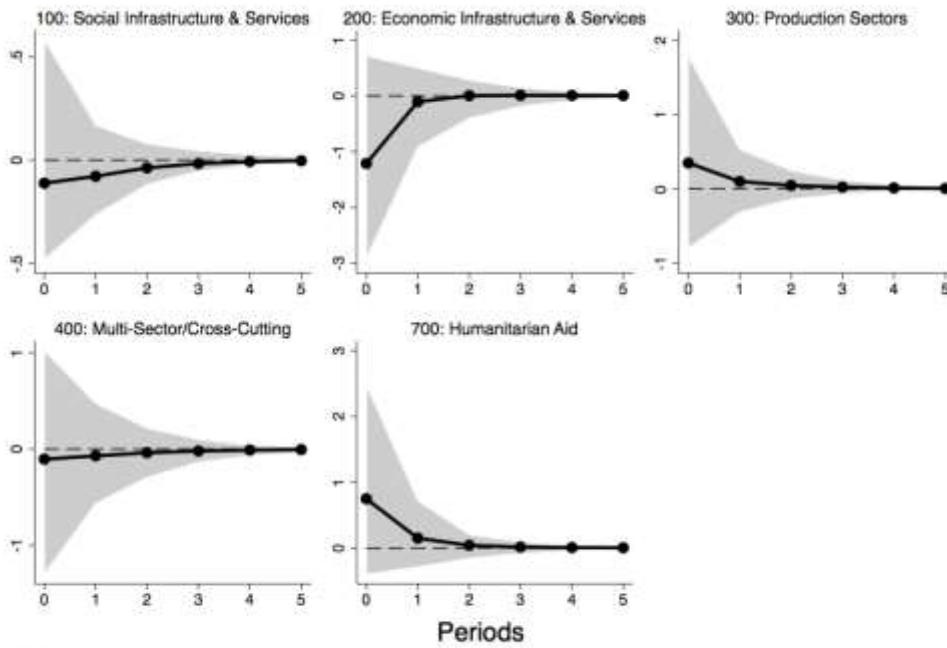 100: Social Infrastructure & Services
.5
0
-.5
0 1 2 3 4 5
200: Economic Infrastructure & Services
1
0
-1
-2
-3
0 1 2 3 4 5
300: Production Sectors
2
1
0
-1
0 1 2 3 4 5
400: Multi-Sector/Cross-Cutting
1
0
-1
0 1 2 3 4 5
700: Humanitarian Aid
3
2
1
0
0 1 2 3 4 5
Periods